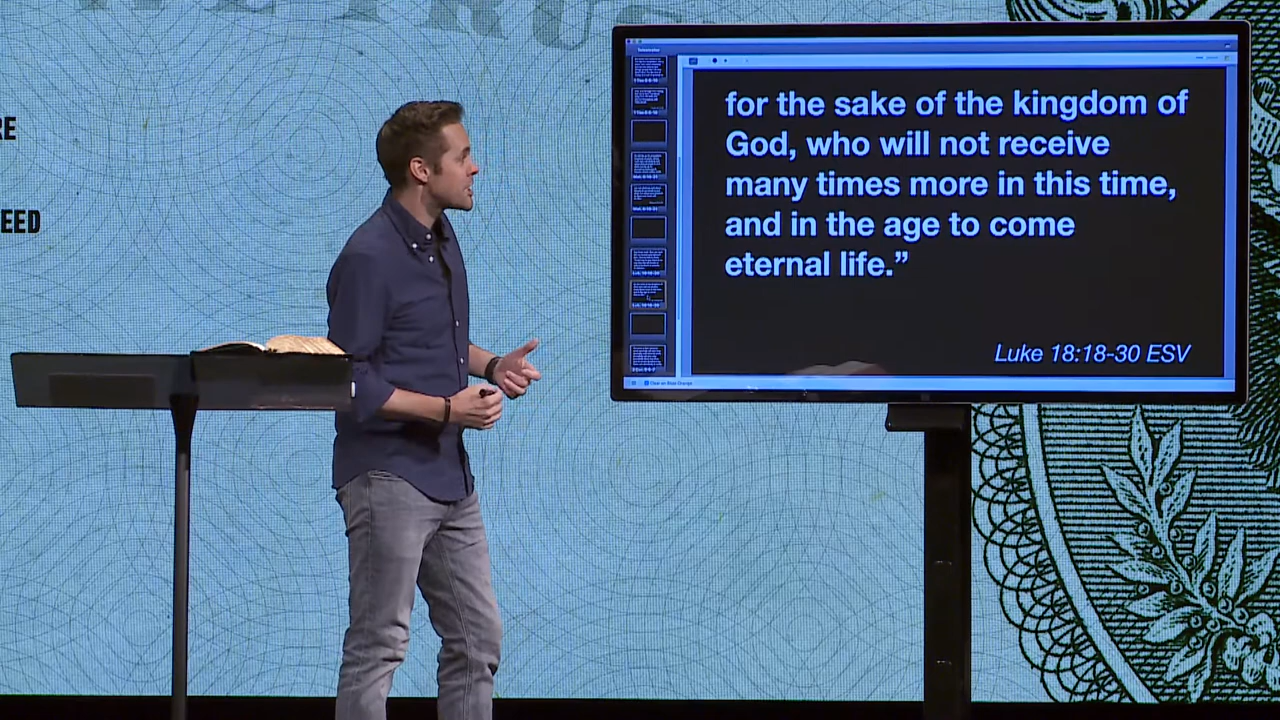 RE
EED
for the sake of the kingdom of
God, who will not receive
many times more in this time,
and in the age to come
eternal life.”
Luke 18:18-30 ESV